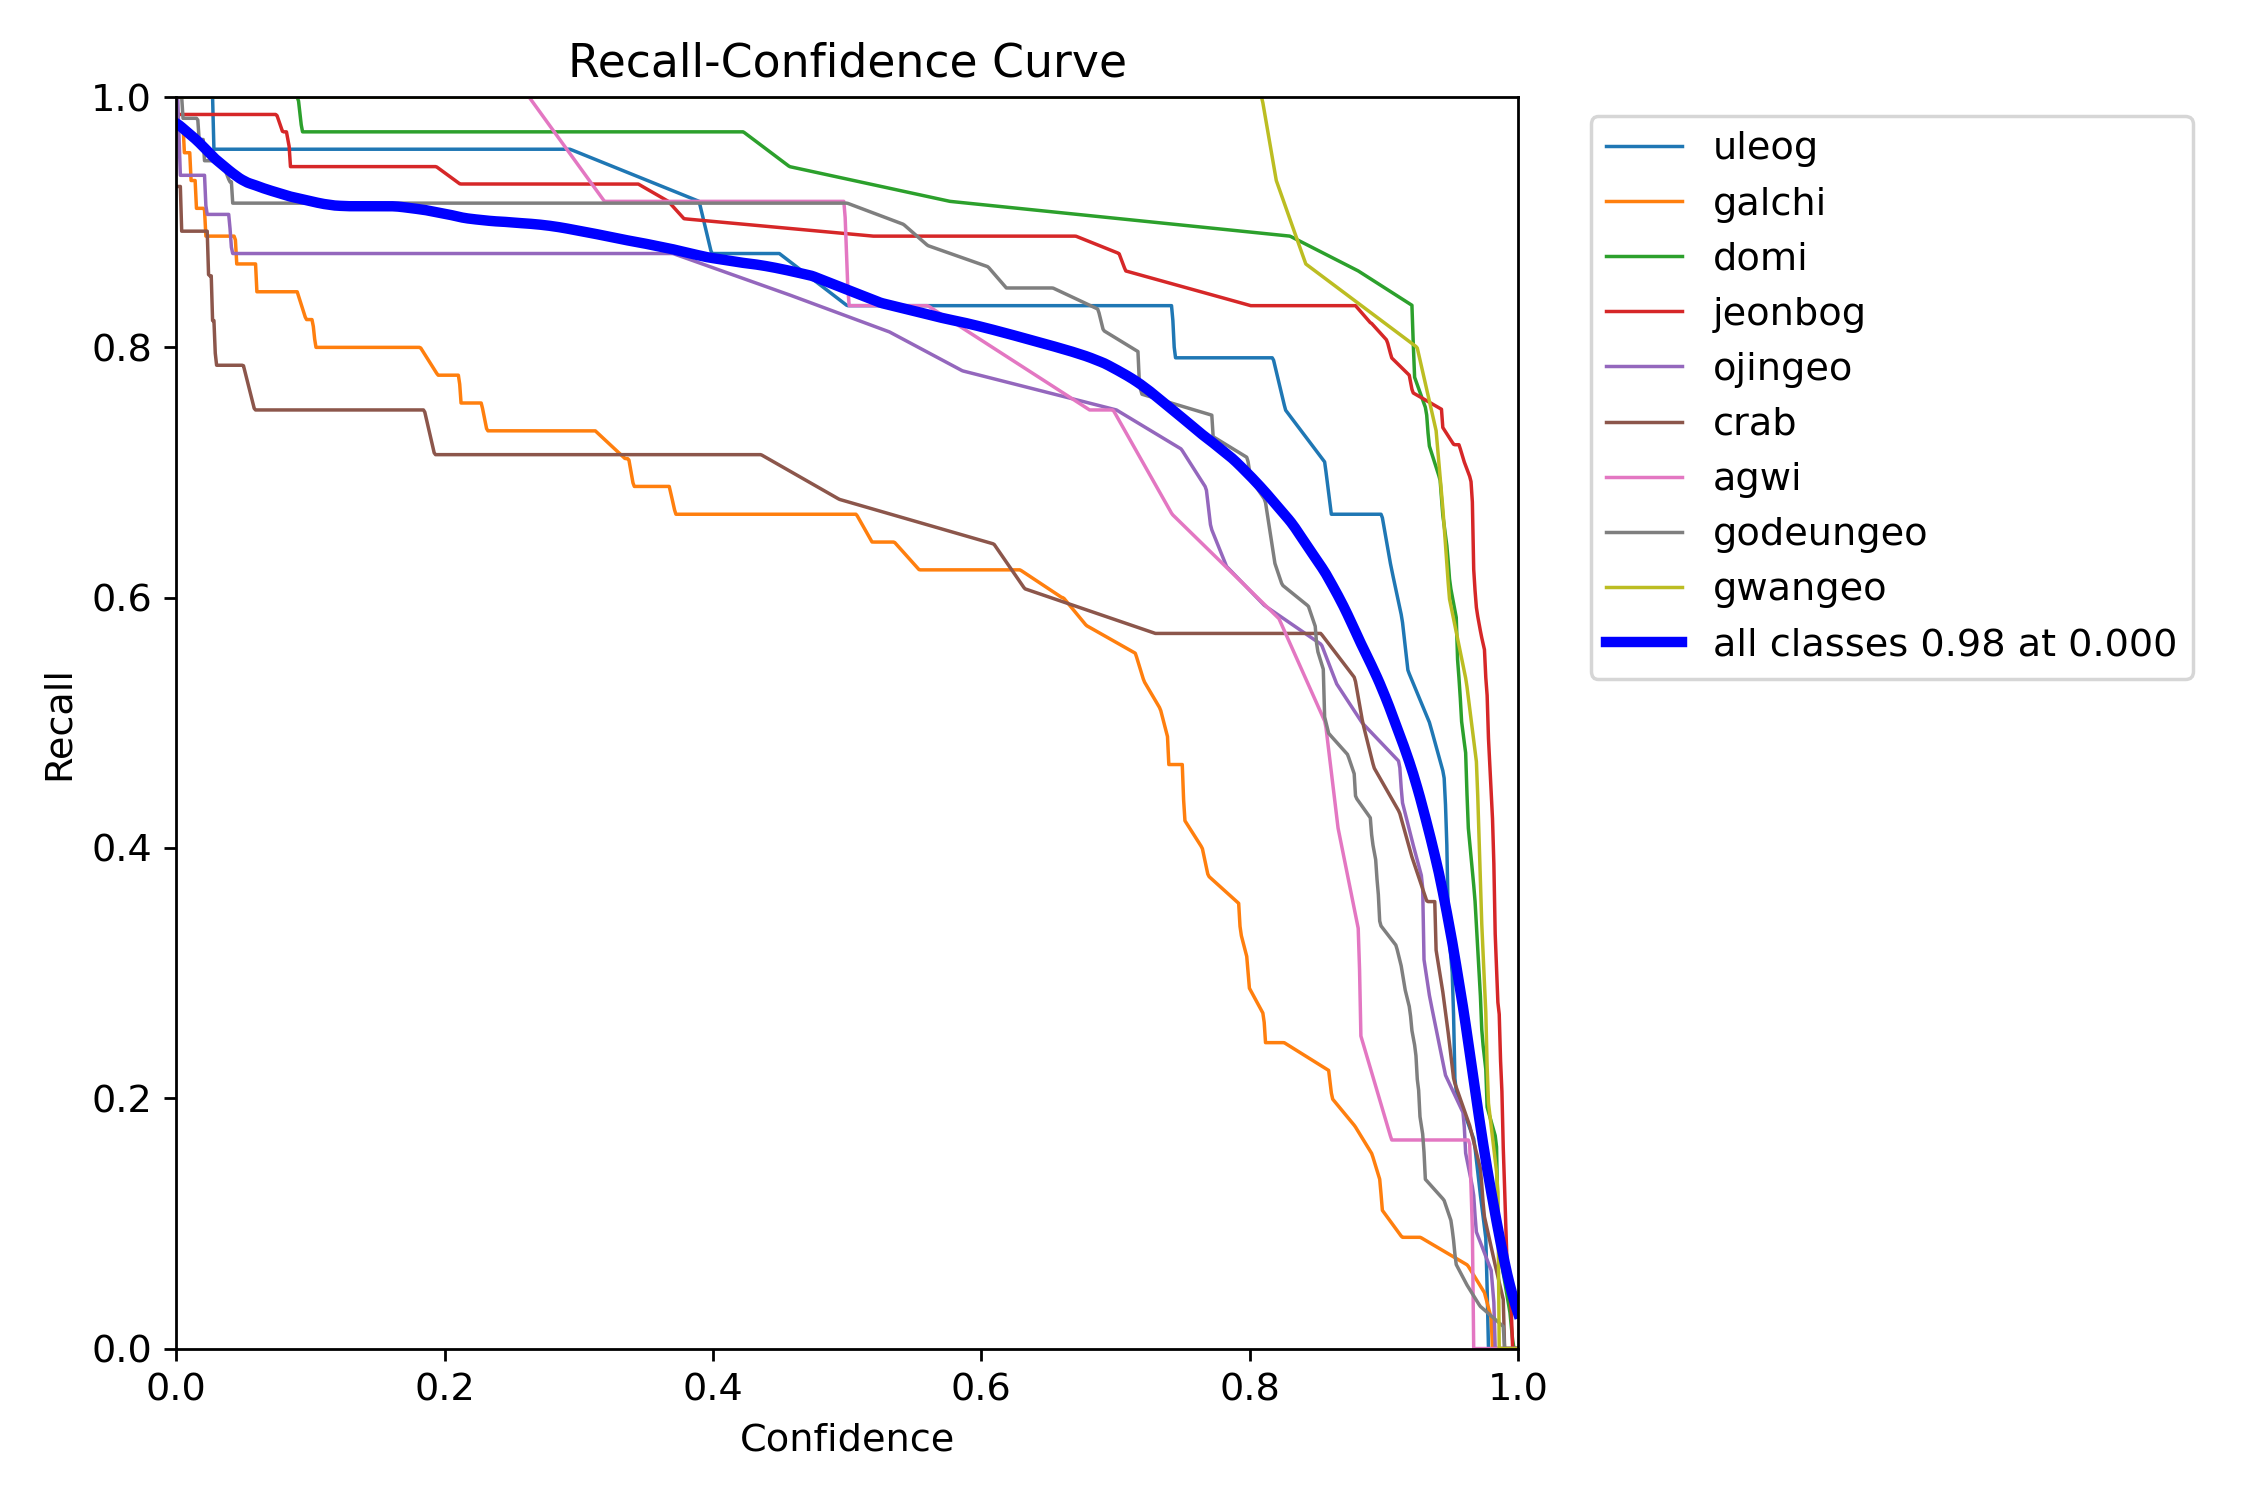 Recall-Confidence Curve
1.0
0.8
0.6
0.4
0.2
0.0
Recall
0.0 0.2 0.4 0.6 0.8 1.0
Confidence
uleog
galchi
domi
jeonbog
ojingeo
crab
agwi
godeungeo
gwangeo
all classes 0.98 at 0.000